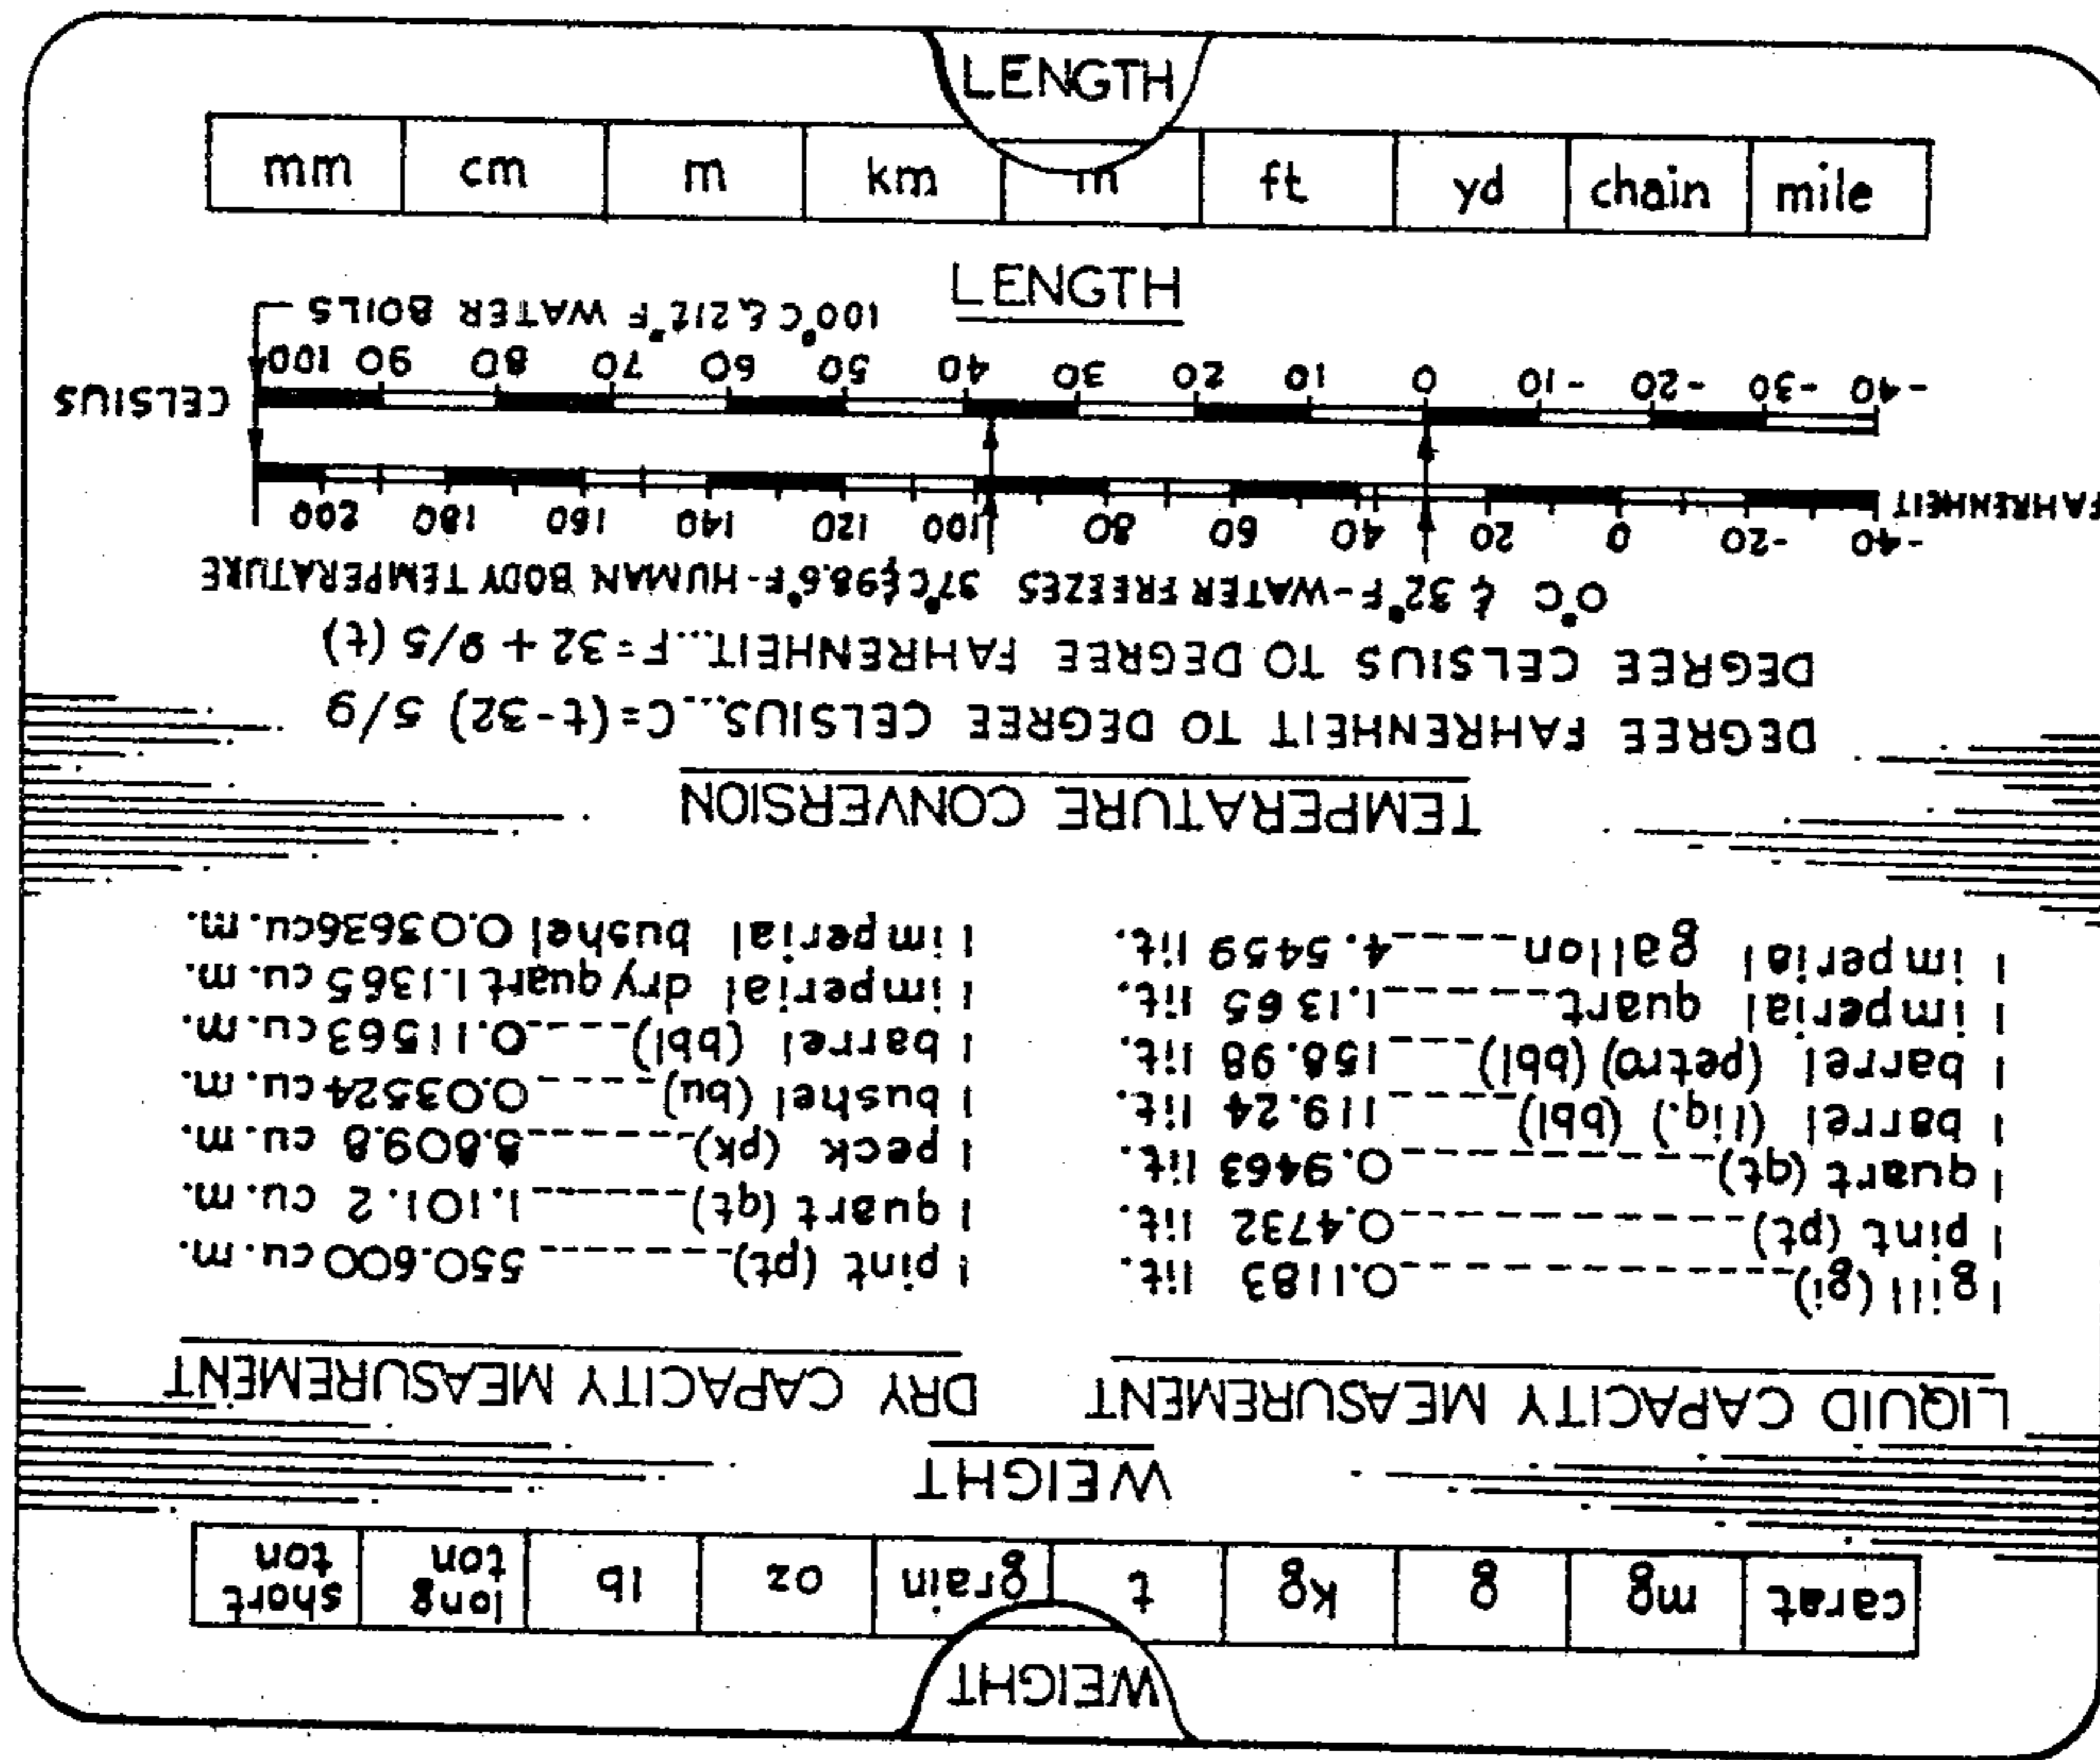 LENGTH
mm cm m km ft yd chain mile
LENGTH
WEIGHT
carat mg g Kg t grain oz lb long ton short ton
WEIGHT
LIQUID CAPACITY MEASUREMENT
1 gill (gi)-------------0.1183 lit.
1 pint (pt)-----------0.4732 lit.
1 quart (qt)----------0.9463 lit.
1 barrel (liq.) (bbl)-----119.24 lit.
1 barrel (petro) (bbl)---158.98 lit.
1 imperial quart------1.1365 lit.
1 imperial gallon-----4.5459 lit.
DRY CAPACITY MEASUREMENT
1 pint (pt)-------550.600 cu.m.
1 quart (qt)------1.101.2 cu.m.
1 peck (pk)------8.809.8 cu.m.
1 bushel (bu)----0.03524 cu.m.
1 barrel (bbl)----0.11563 cu.m.
1 imperial dry quart 1.1365 cu.m.
1 imperial bushel 0.03636 cu.m.
TEMPERATURE CONVERSION
DEGREE FAHRENHEIT TO DEGREE CELSIUS...C=(t-32) 5/9
DEGREE CELSIUS TO DEGREE FAHRENHEIT...F=32 + 9/5 (t)
0°C & 32°F-WATER FREEZES 37°C & 98.6°F-HUMAN BODY TEMPERATURE
-40 -20 0 20 40 60 80 100 120 140 160 180 200
FAHRENHEIT
CELSIUS
-40 -30 -20 -10 0 10 20 30 40 50 60 70 80 90 100
100°C & 212°F WATER BOILS